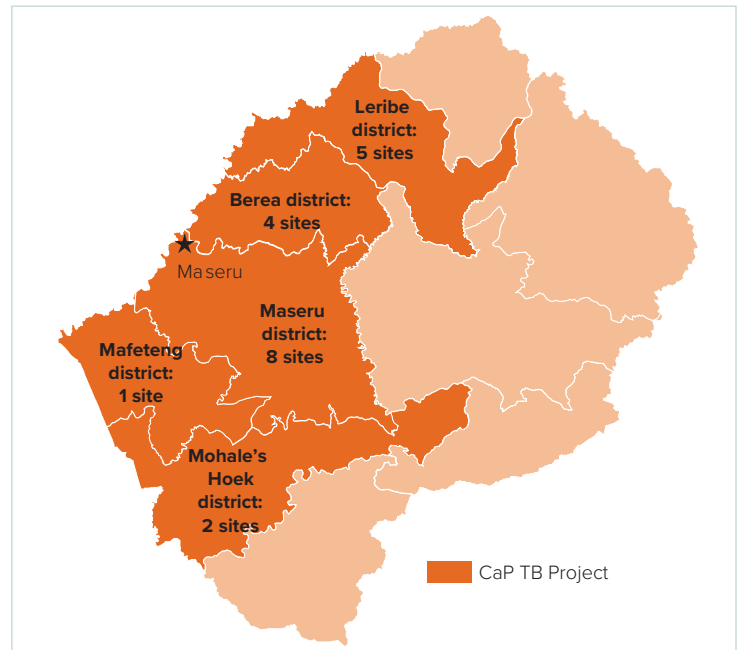 Leribe
district:
5 sites
Berea district:
4 sites
Maseru
Maseru
district:
8 sites
Mafeteng
district:
1 site
Mohale's
Hoek
district:
2 sites
CaP TB Project